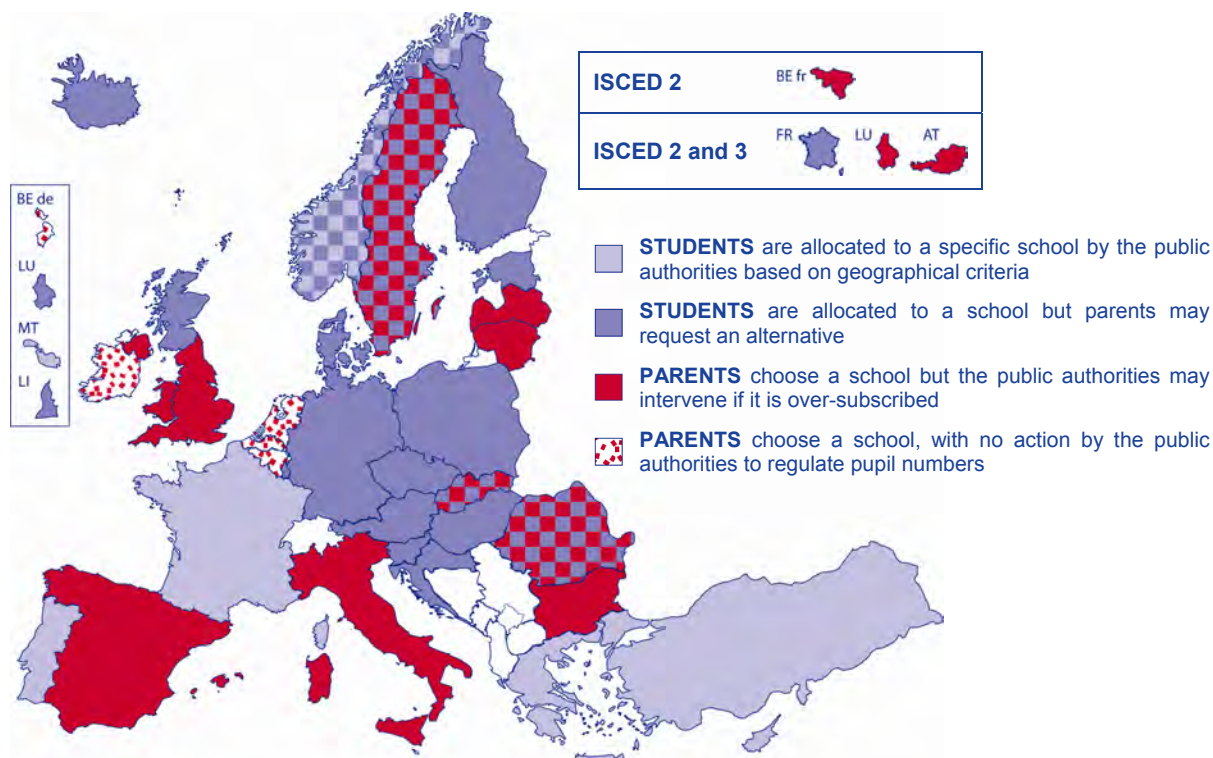 ISCED 2
BE fr
ISCED 2 and 3
FR
LU
AT
BE de
LU
MT
LI
STUDENTS are allocated to a specific school by the public
authorities based on geographical criteria
STUDENTS are allocated to a school but parents may
request an alternative
PARENTS choose a school but the public authorities may
intervene if it is over-subscribed
PARENTS choose a school, with no action by the public
authorities to regulate pupil numbers